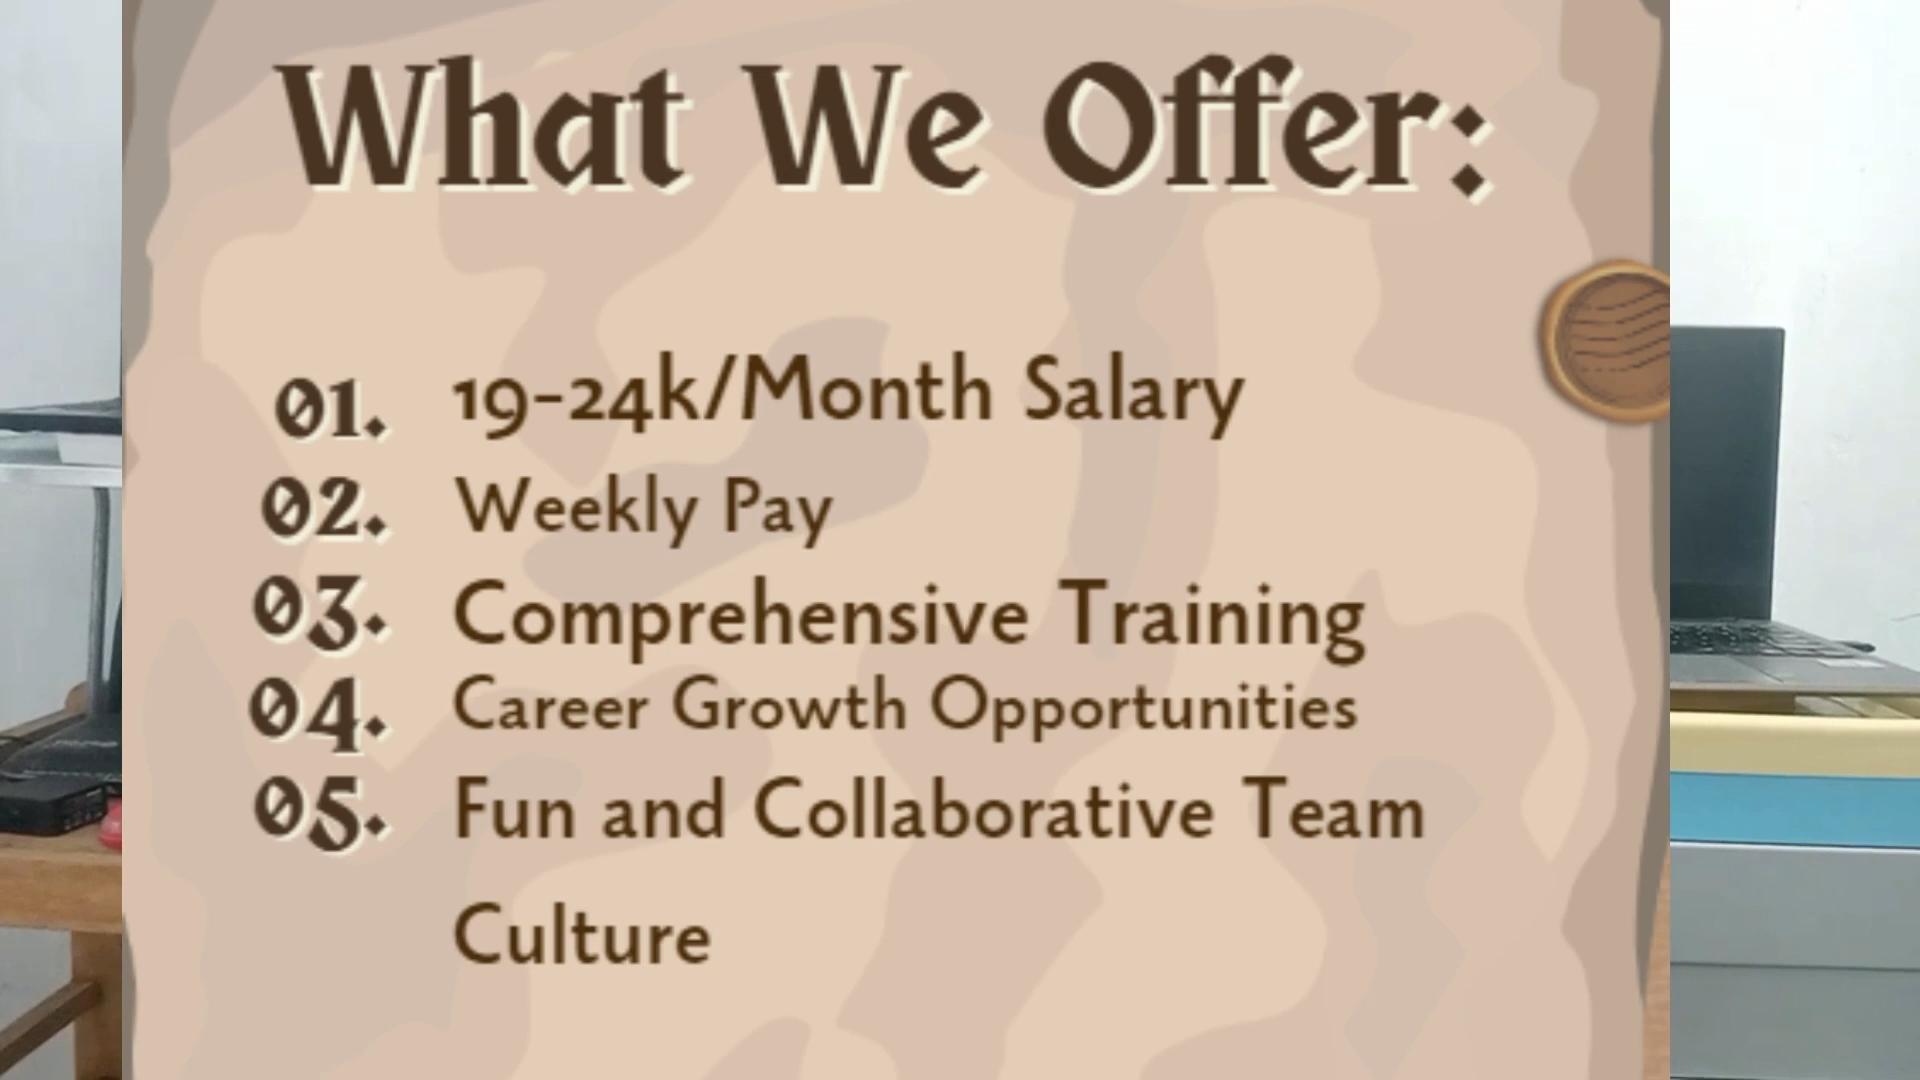 What We Offer:
01. 19-24k/Month Salary
02. Weekly Pay
03. Comprehensive Training
04. Career Growth Opportunities
05. Fun and Collaborative Team
Culture